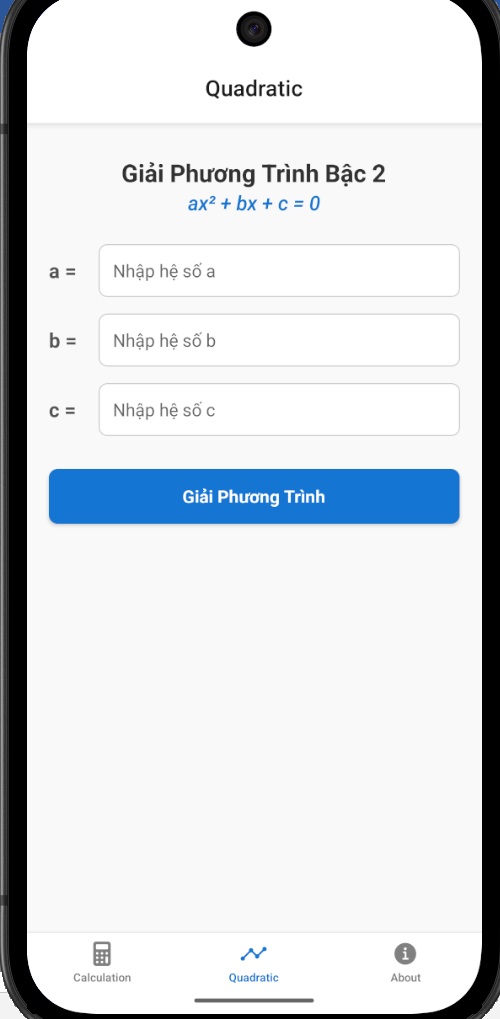 Quadratic
Giải Phương Trình Bậc 2
ax² + bx + c = 0
a =
Nhập hệ số a
b =
Nhập hệ số b
c =
Nhập hệ số c
Giải Phương Trình
Calculation
Quadratic
About